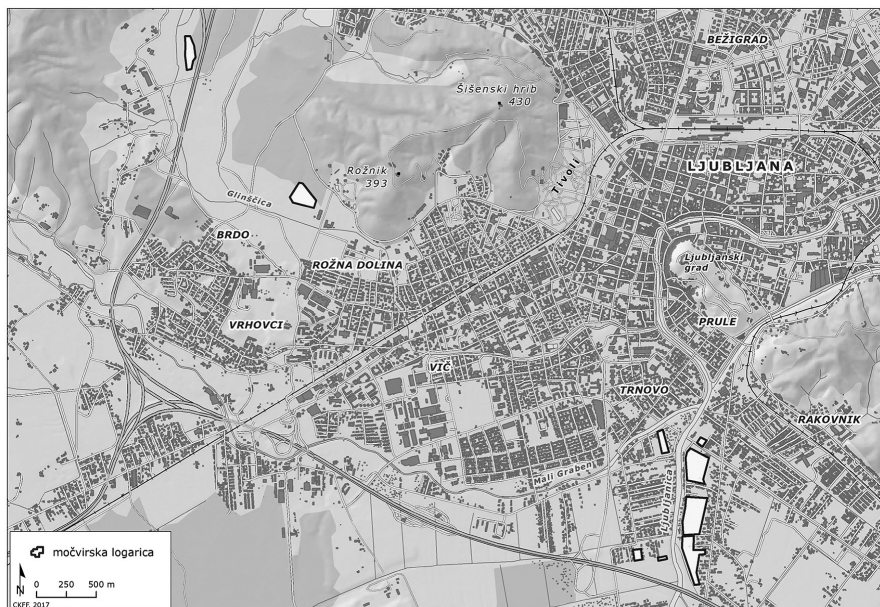 BEŽIGRAD
Šišenski hrib
430
LJUBLJANA
Tivoli
Rožnik
393
Glinščica
BRDO
ROŽNA DOLINA
Ljubljanski
grad
VRHOVCI
PRULE
VIČ
TRNOVO
RAKOVNIK
Mali Graben
Ljubljanica
močvirska logarica
0 250 500 m
N
CKFF, 2017